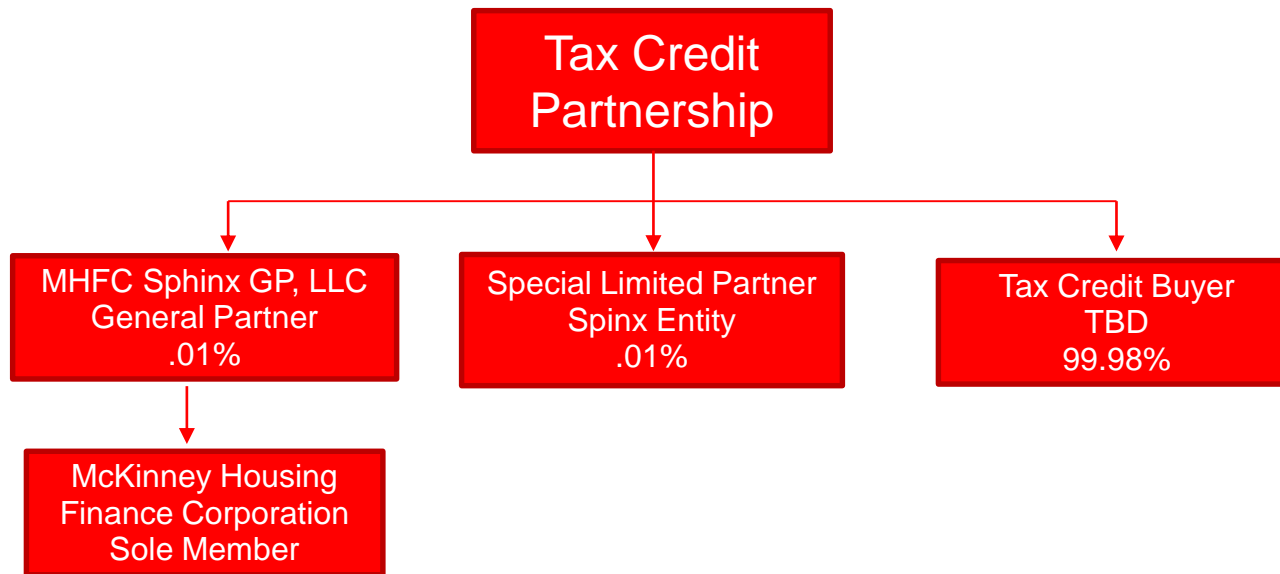 Tax Credit
Partnership
MHFC Sphinx GP, LLC
General Partner
.01%
Special Limited Partner
Spinx Entity
.01%
Tax Credit Buyer
TBD
99.98%
McKinney Housing
Finance Corporation
Sole Member